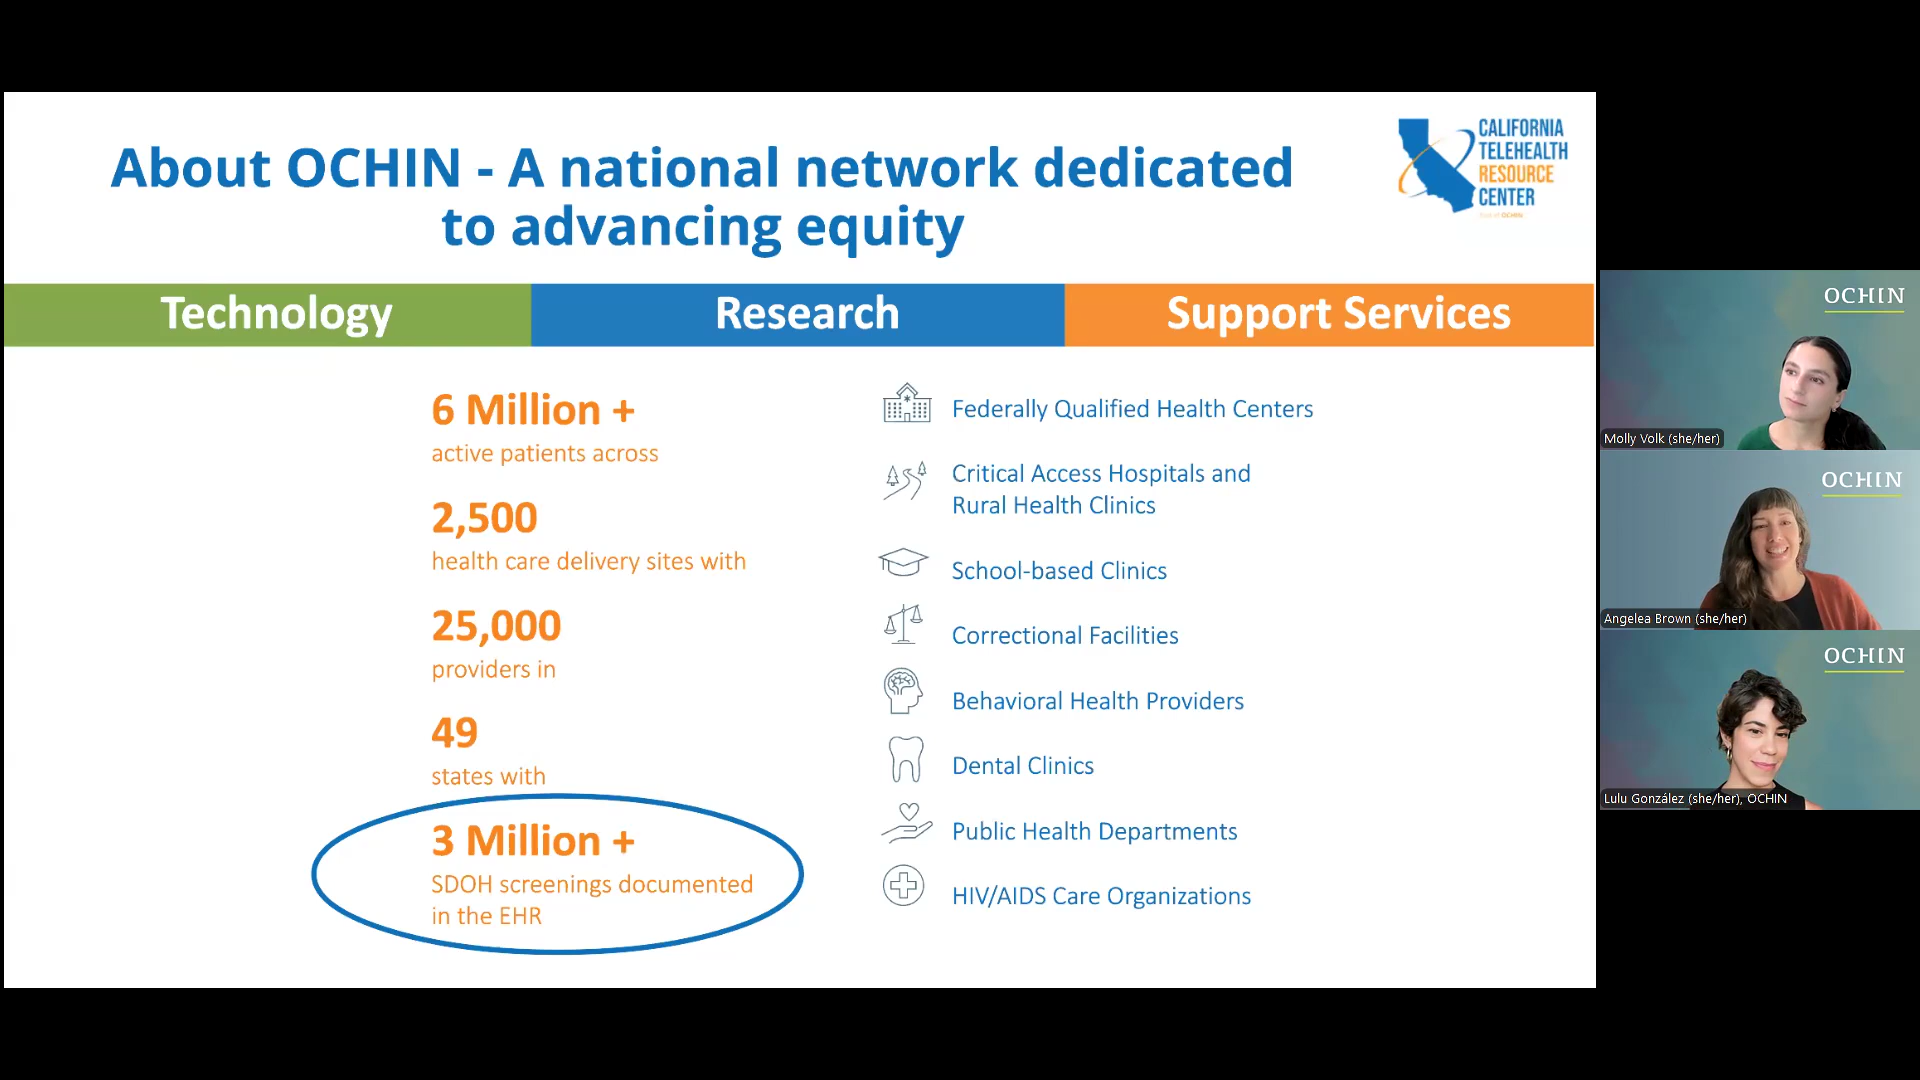 About OCHIN - A national network dedicated
to advancing equity
CALIFORNIA
TELEHEALTH
RESOURCE
CENTER
Technology
Research
Support Services
6 Million +
active patients across
2,500
health care delivery sites with
25,000
providers in
49
states with
3 Million +
SDOH screenings documented
in the EHR
Federally Qualified Health Centers
Critical Access Hospitals and
Rural Health Clinics
School-based Clinics
Correctional Facilities
Behavioral Health Providers
Dental Clinics
Public Health Departments
HIV/AIDS Care Organizations
OCHIN
Molly Volk (she/her)
OCHIN
Angelea Brown (she/her)
OCHIN
Lulu González (she/her), OCHIN